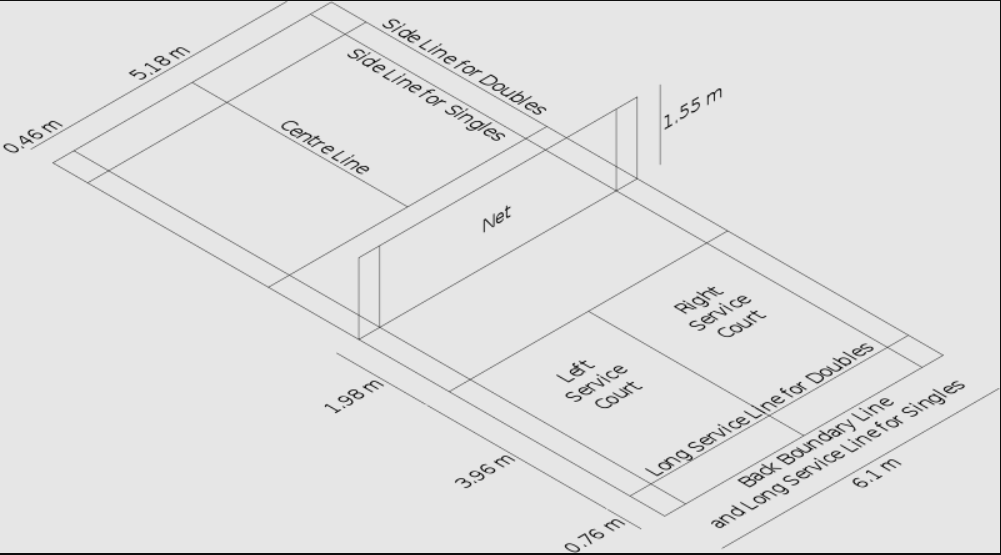 Side Line for Doubles
5.18 m
Side Line for Singles
1.55 m
0.46 m
Centre Line
Net
Right
Service
Court
Left
Service
Court
1.98 m
Long Service Line for Doubles
Back Boundary Line
and Long Service Line for Singles
3.96 m
6.1 m
0.76 m